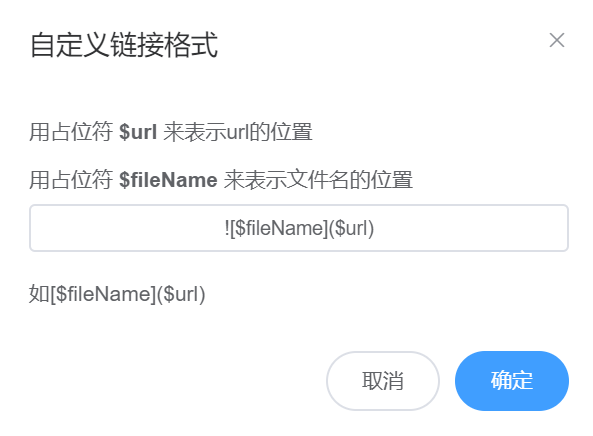 自定义链接格式
用占位符 $url 来表示url的位置
用占位符 $fileName 来表示文件名的位置
![$fileName]($url)
如[$fileName]($url)
取消
确定